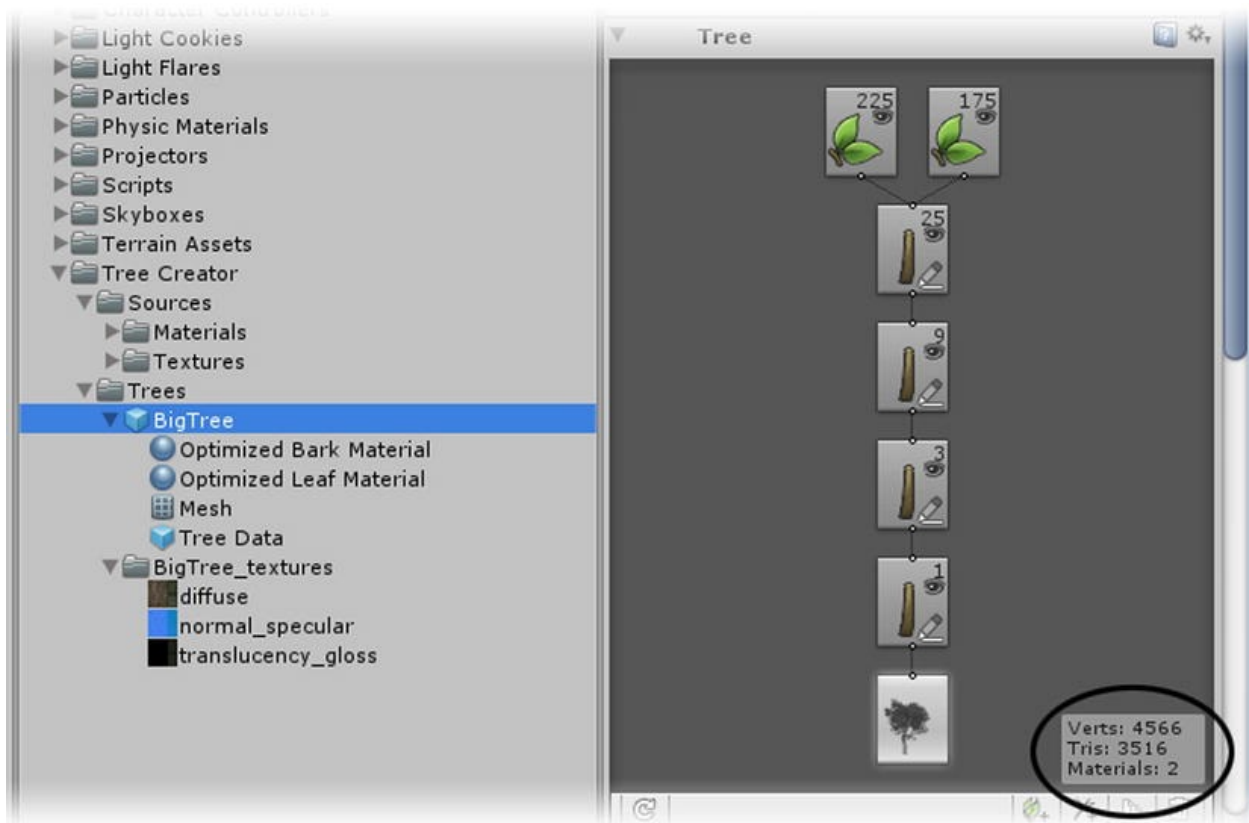 Character Controllers
Light Cookies
Light Flares
Particles
Physic Materials
Projectors
Scripts
Skyboxes
Terrain Assets
Tree Creator
Sources
Materials
Textures
Trees
BigTree
Optimized Bark Material
Optimized Leaf Material
Mesh
Tree Data
BigTree_textures
diffuse
normal_specular
translucency_gloss
Tree
225 175
25
9
3
1
Verts: 4566
Tris: 3516
Materials: 2